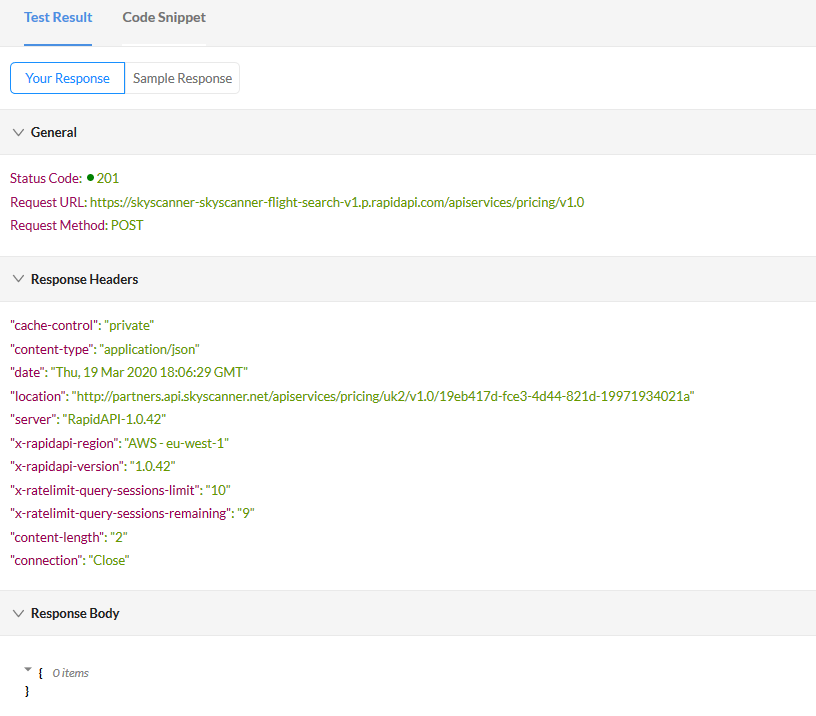 Test Result Code Snippet
Your Response Sample Response
General
Status Code: 201
Request URL: https://skyscanner-skyscanner-flight-search-v1.p.rapidapi.com/apiservices/pricing/v1.0
Request Method: POST
Response Headers
"cache-control": "private"
"content-type": "application/json"
"date": "Thu, 19 Mar 2020 18:06:29 GMT"
"location": "http://partners.api.skyscanner.net/apiservices/pricing/uk2/v1.0/19eb417d-fce3-4d44-821d-19971934021a"
"server": "RapidAPI-1.0.42"
"x-rapidapi-region": "AWS - eu-west-1"
"x-rapidapi-version": "1.0.42"
"x-ratelimit-query-sessions-limit": "10"
"x-ratelimit-query-sessions-remaining": "9"
"content-length": "2"
"connection": "Close"
Response Body
{ 0 items
}